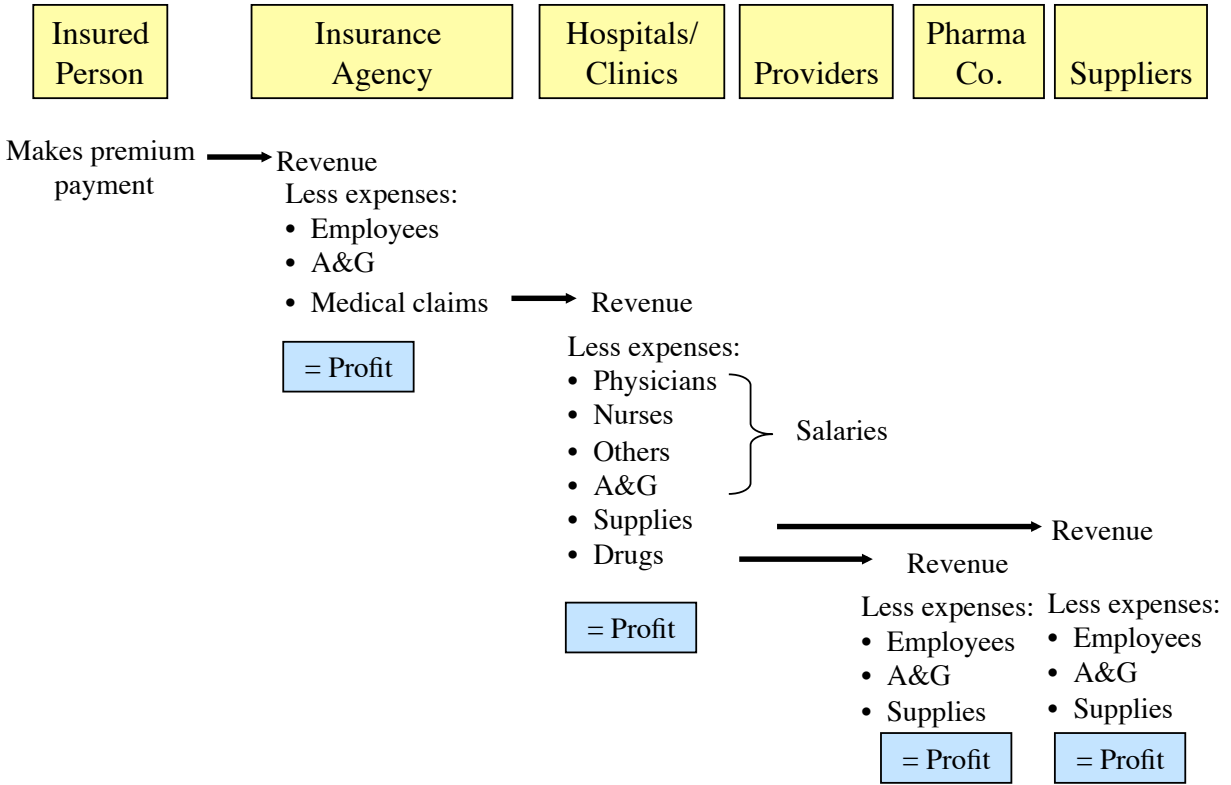 Insured
Person
Insurance
Agency
Hospitals/
Clinics
Providers
Pharma
Co.
Suppliers
Makes premium
payment
Revenue
Less expenses:
• Employees
• A&G
• Medical claims
= Profit
Revenue
Less expenses:
• Physicians
• Nurses
• Others
• A&G
• Supplies
• Drugs
Salaries
= Profit
Revenue
Less expenses:
• Employees
• A&G
• Supplies
= Profit
Revenue
Less expenses:
• Employees
• A&G
• Supplies
= Profit